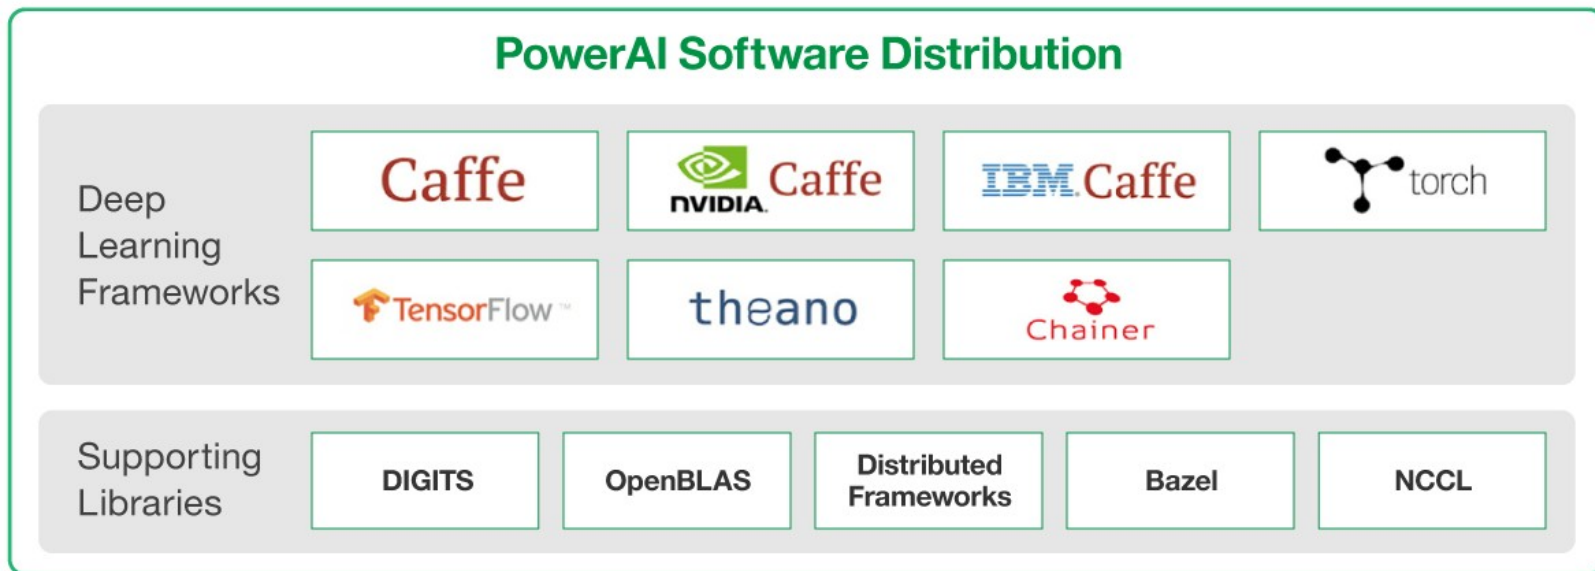 PowerAI Software Distribution
Deep
Learning
Frameworks
Caffe
NVIDIA. Caffe
IBM. Caffe
torch
TensorFlow ™
theano
Chainer
Supporting
Libraries
DIGITS
OpenBLAS
Distributed
Frameworks
Bazel
NCCL